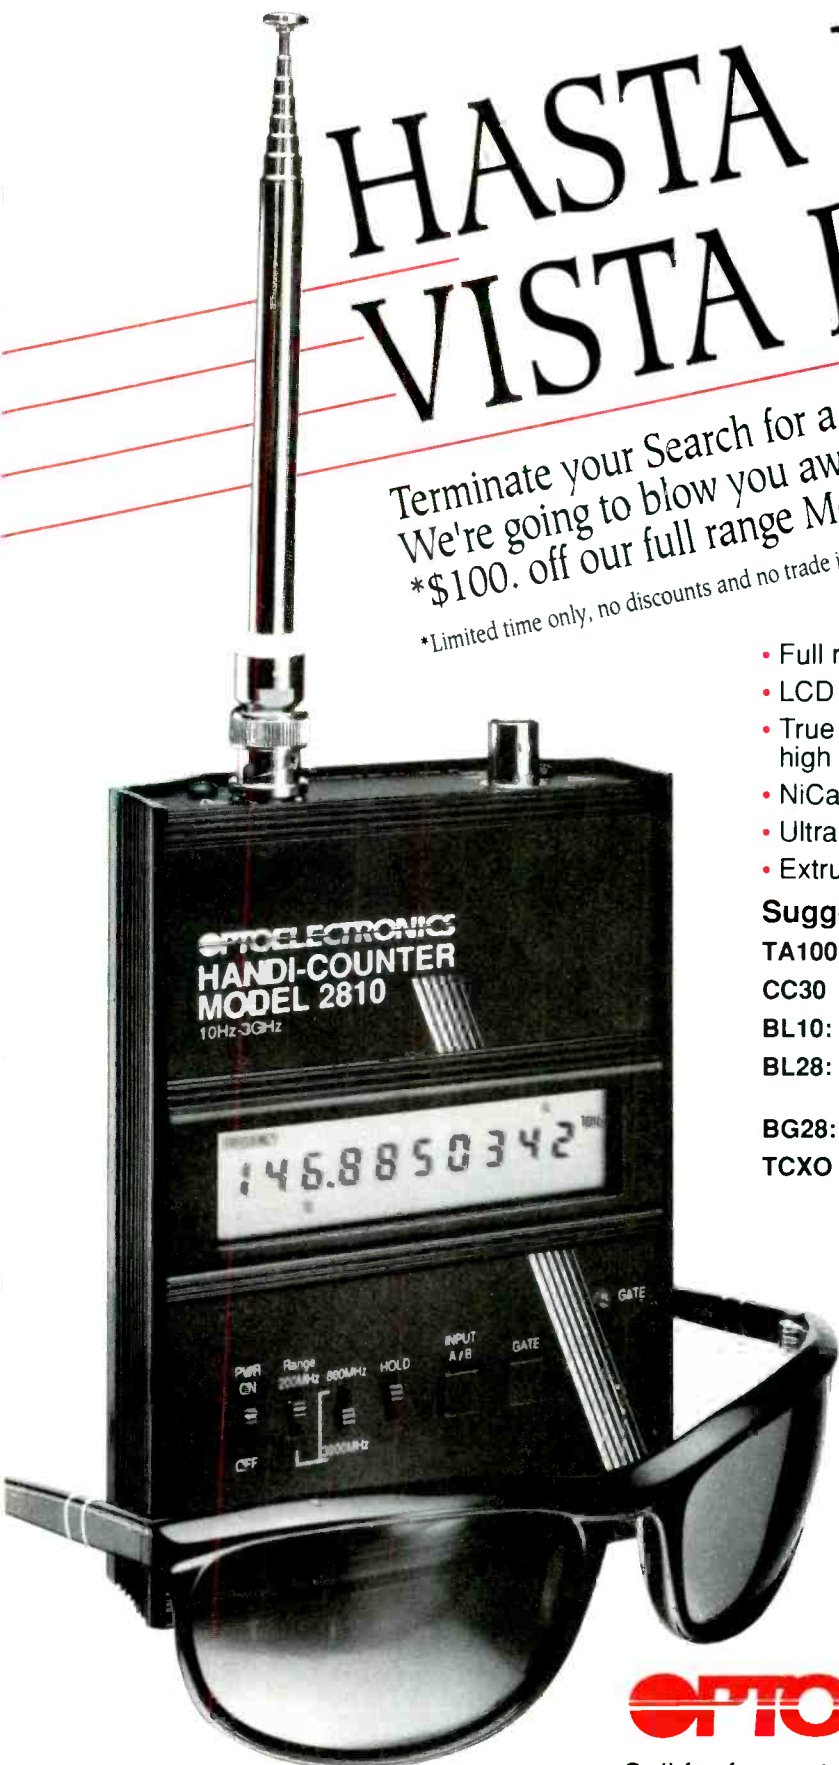 HASTA
VISTA
Terminate your Search for a
We're going to blow you aw
*$100. off our full range M
*Limited time only, no discounts and no trade i
• Full r
• LCD
• True
high
• NiCa
• Ultra
• Extru
Sugg
TA100
CC30
BL10:
BL28:
BG28:
TCXO
OPTOELECTRONICS
HANDI-COUNTER
MODEL 2810
10Hz-3GHz
FREQUENCY
146.8850342
GATE
PWR
ON
OFF
Range
200MHz
800MHz
3000MHz
HOLD
INPUT
A/B
GATE
OPTO